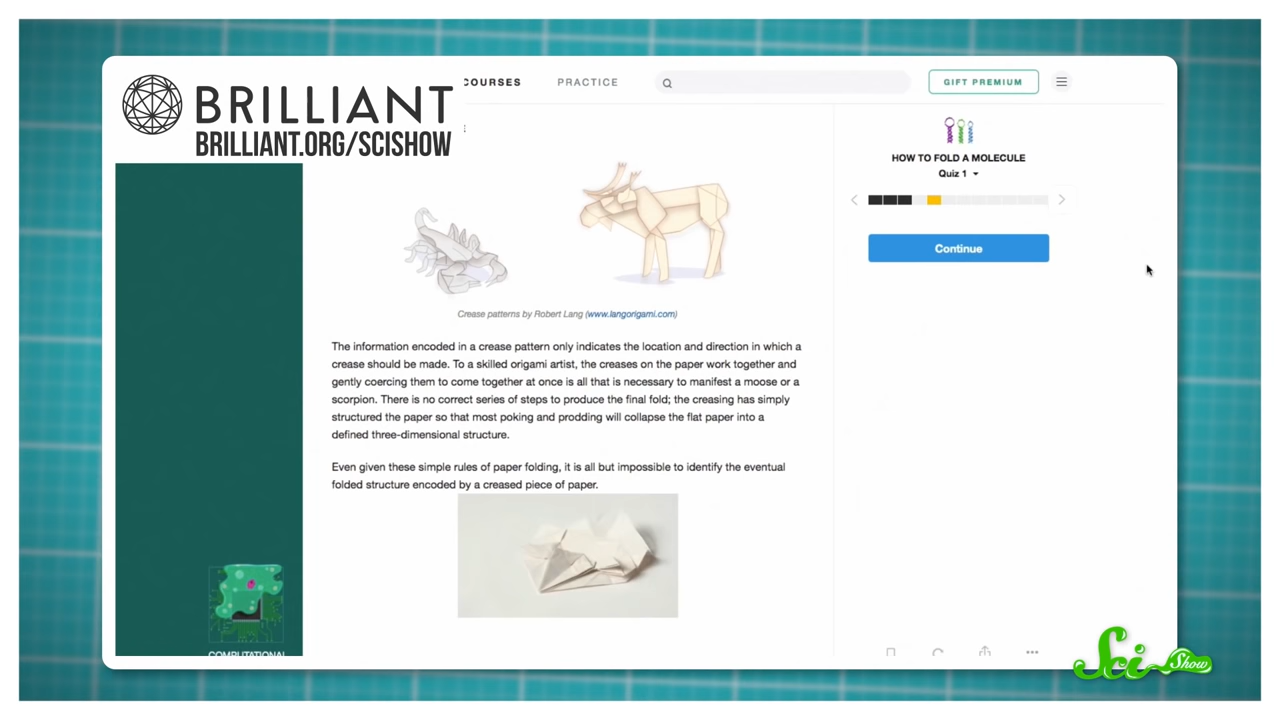 BRILLIANT
BRILLIANT.ORG/SCISHOW
COURSES
PRACTICE
GIFT PREMIUM
HOW TO FOLD A MOLECULE
Quiz 1
Continue
Crease patterns by Robert Lang (www.langorigami.com)
The information encoded in a crease pattern only indicates the location and direction in which a
crease should be made. To a skilled origami artist, the creases on the paper work together and
gently coercing them to come together at once is all that is necessary to manifest a moose or a
scorpion. There is no correct series of steps to produce the final fold; the creasing has simply
structured the paper so that most poking and prodding will collapse the flat paper into a
defined three-dimensional structure.
Even given these simple rules of paper folding, it is all but impossible to identify the eventual
folded structure encoded by a creased piece of paper.
COMPUTATIONAL
Sci Show